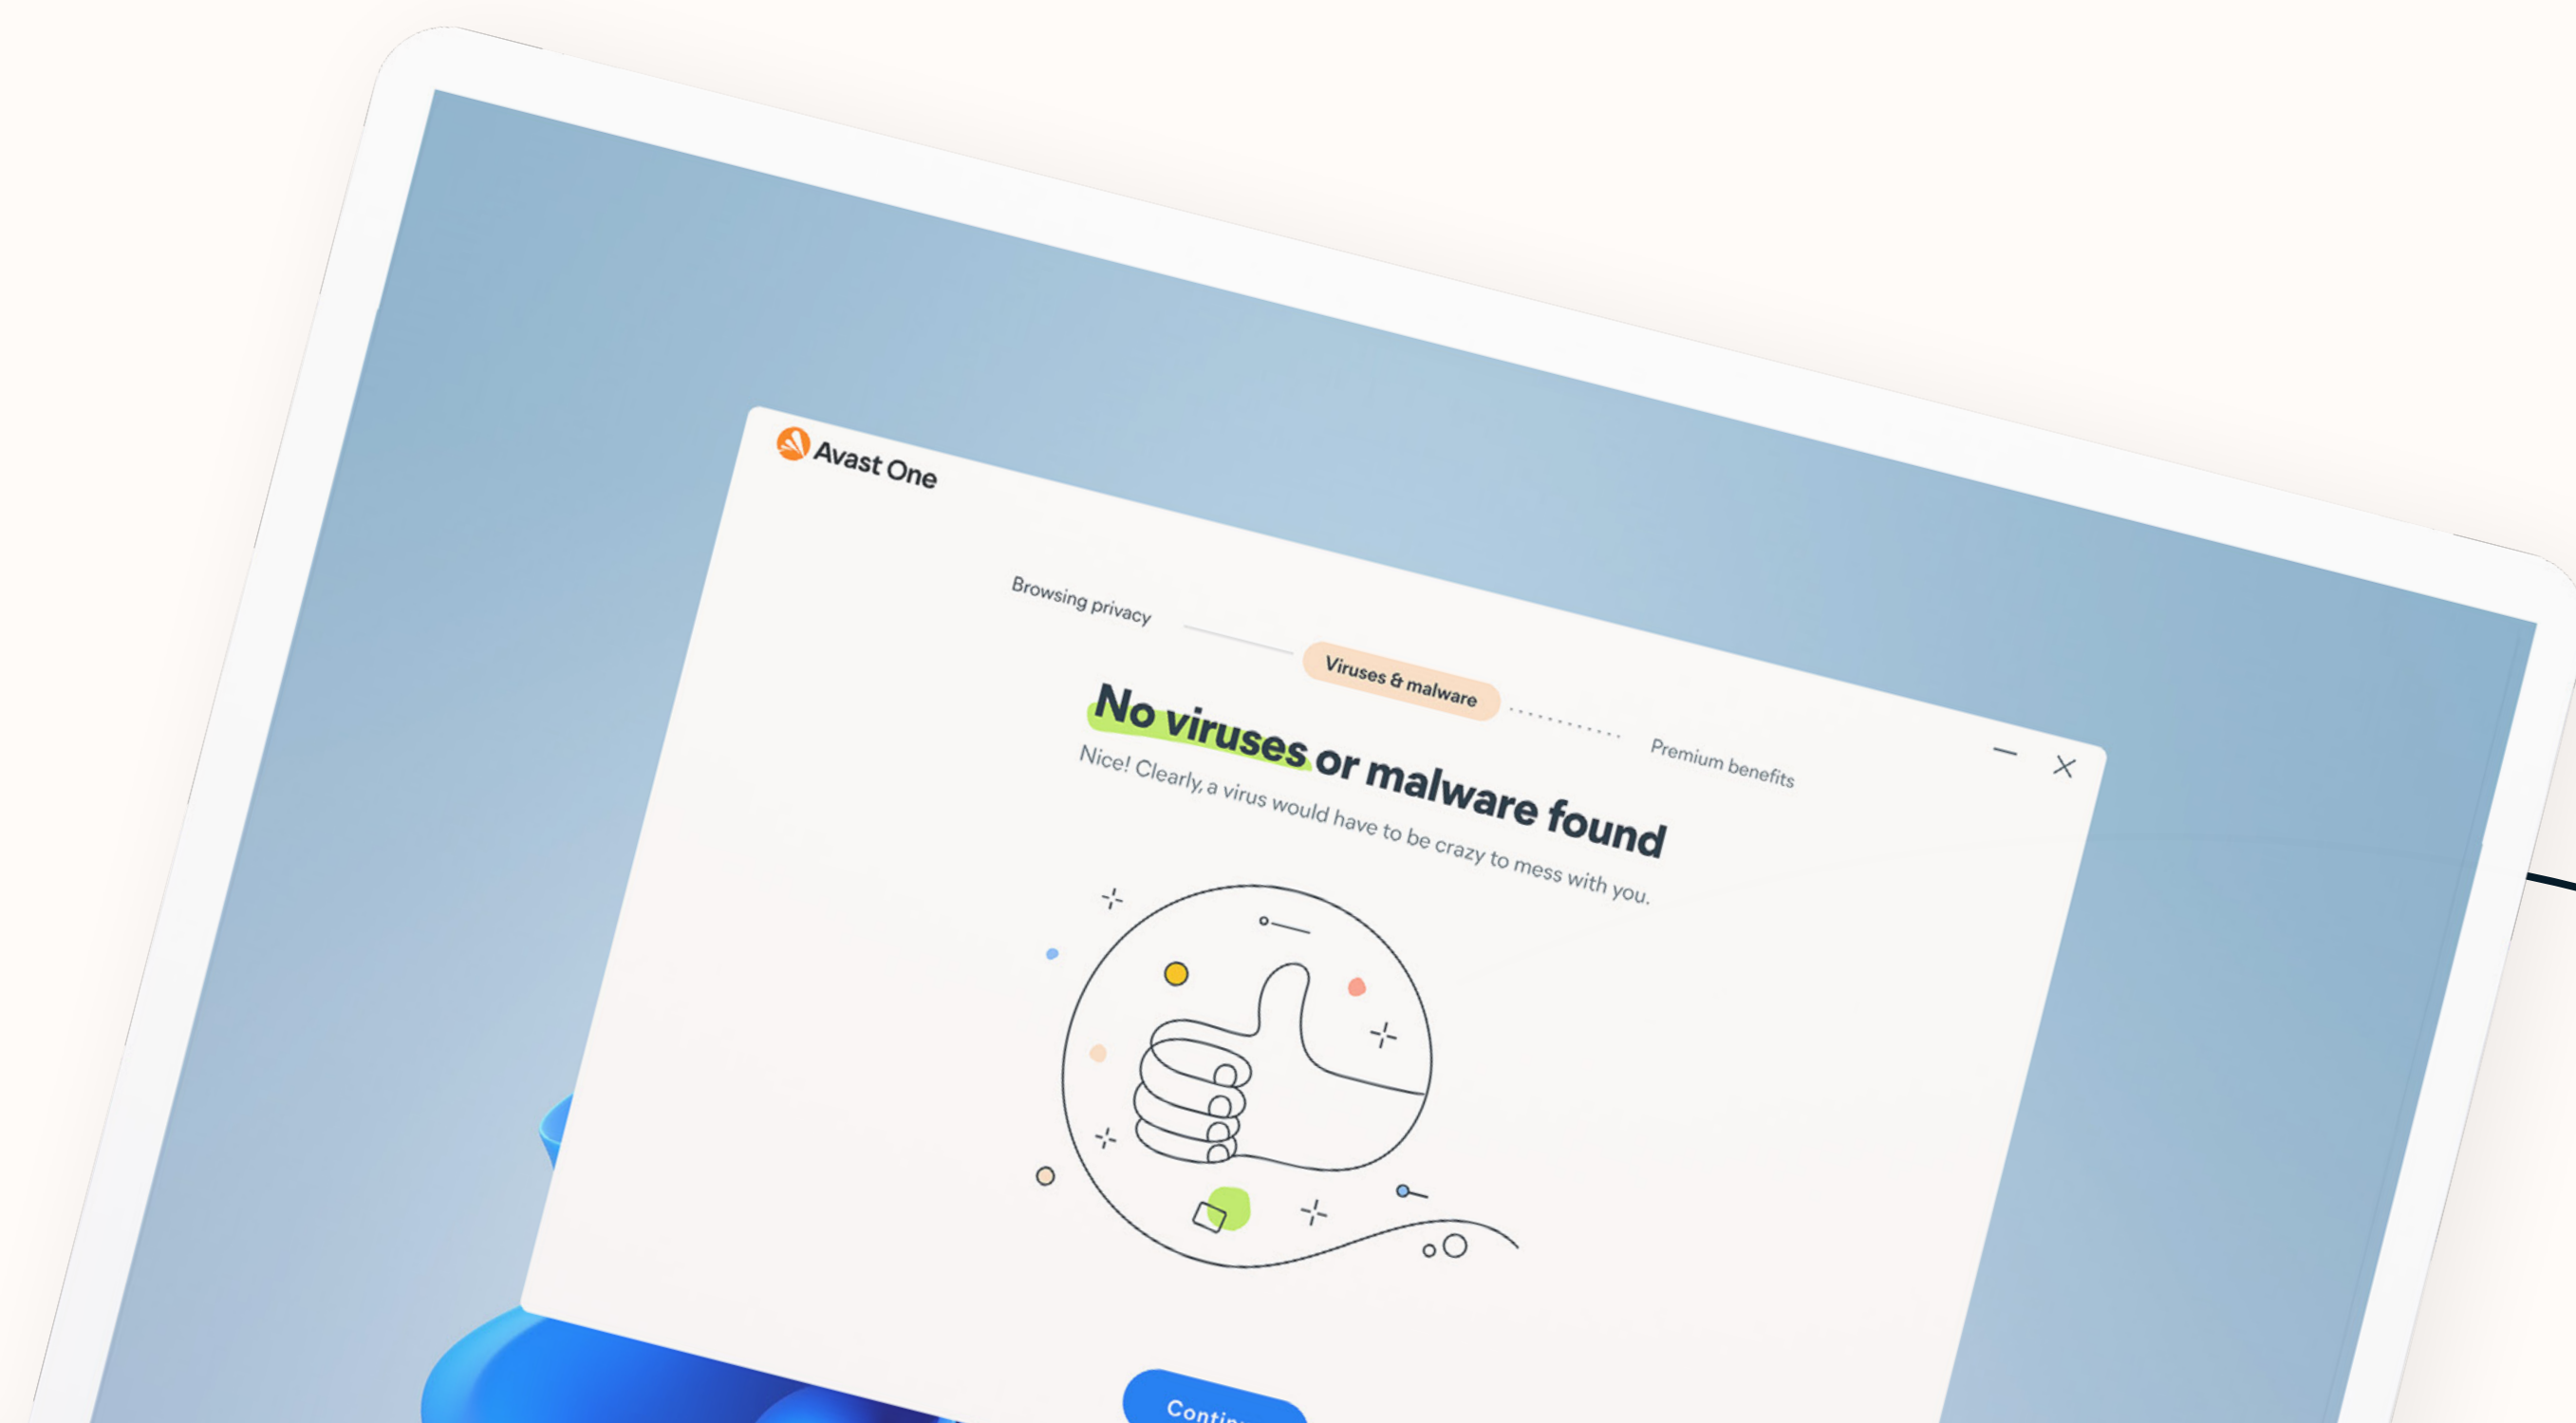 Avast One
Browsing privacy
Viruses & malware
Premium benefits
No viruses or malware found
Nice! Clearly, a virus would have to be crazy to mess with you.